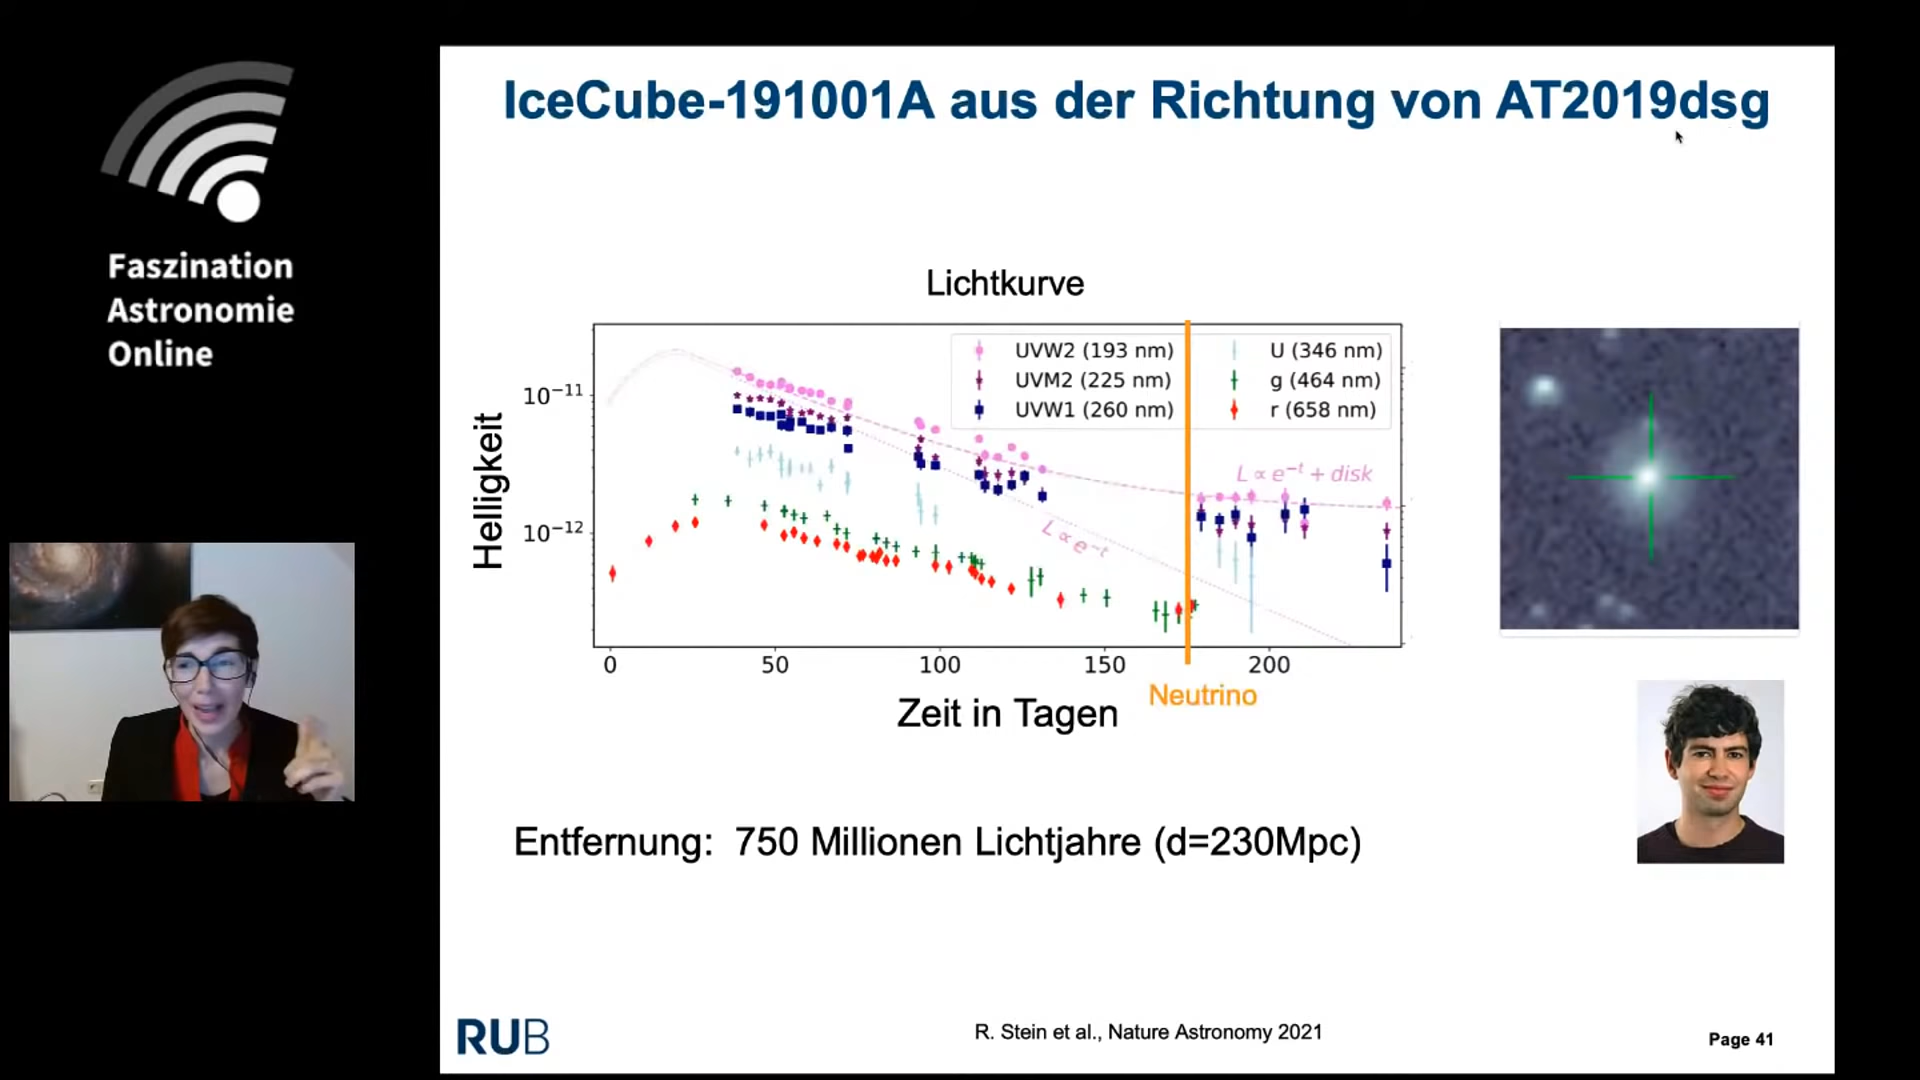 Faszination
Astronomie
Online
IceCube-191001A aus der Richtung von AT2019dsg
Lichtkurve
UVW2 (193 nm)
UVM2 (225 nm)
UVW1 (260 nm)
U (346 nm)
g (464 nm)
r (658 nm)
Helligkeit
10⁻¹¹
10⁻¹²
L ∝ e⁻ᵗ + disk
L ∝ e⁻ᵗ
0 50 100 150 200
Neutrino
Zeit in Tagen
Entfernung: 750 Millionen Lichtjahre (d=230Mpc)
RUB
R. Stein et al., Nature Astronomy 2021
Page 41